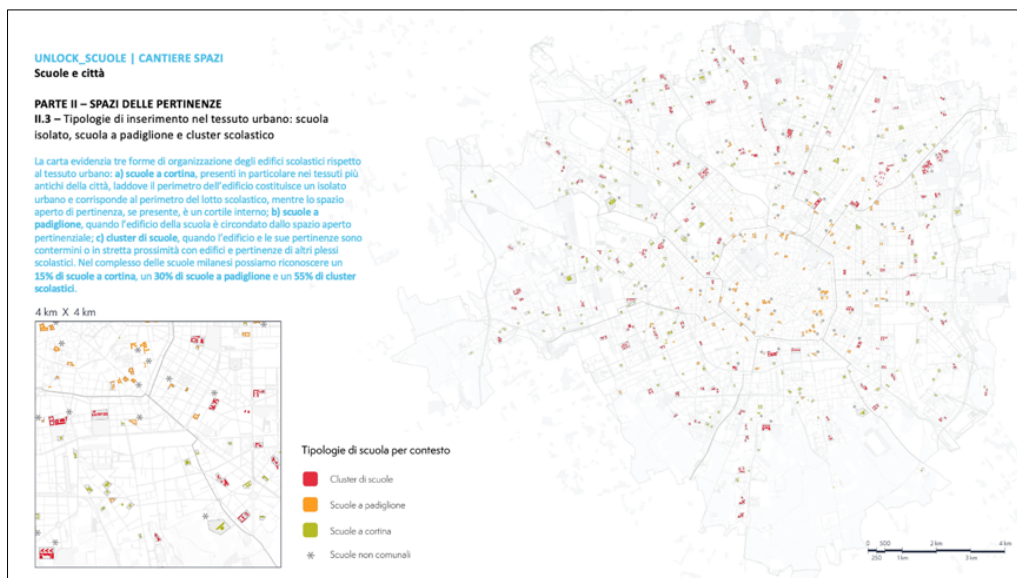 UNLOCK_SCUOLE | CANTIERE SPAZI
Scuole e città
PARTE II – SPAZI DELLE PERTINENZE
II.3 – Tipologie di inserimento nel tessuto urbano: scuola
isolato, scuola a padiglione e cluster scolastico
La carta evidenzia tre forme di organizzazione degli edifici scolastici rispetto
al tessuto urbano: a) scuole a cortina, presenti in particolare nei tessuti più
antichi della città, laddove il perimetro dell'edificio costituisce un isolato
urbano e corrisponde al perimetro del lotto scolastico, mentre lo spazio
aperto di pertinenza, se presente, è un cortile interno; b) scuole a
padiglione, quando l'edificio della scuola è circondato dallo spazio aperto
pertinenziale; c) cluster di scuole, quando l'edificio e le sue pertinenze sono
contermini o in stretta prossimità con edifici e pertinenze di altri plessi
scolastici. Nel complesso delle scuole milanesi possiamo riconoscere un
15% di scuole a cortina, un 30% di scuole a padiglione e un 55% di cluster
scolastici.
4 km X 4 km
Tipologie di scuola per contesto
Cluster di scuole
Scuole a padiglione
Scuole a cortina
Scuole non comunali
0 500 2 km 4 km
250 1 km 3 km